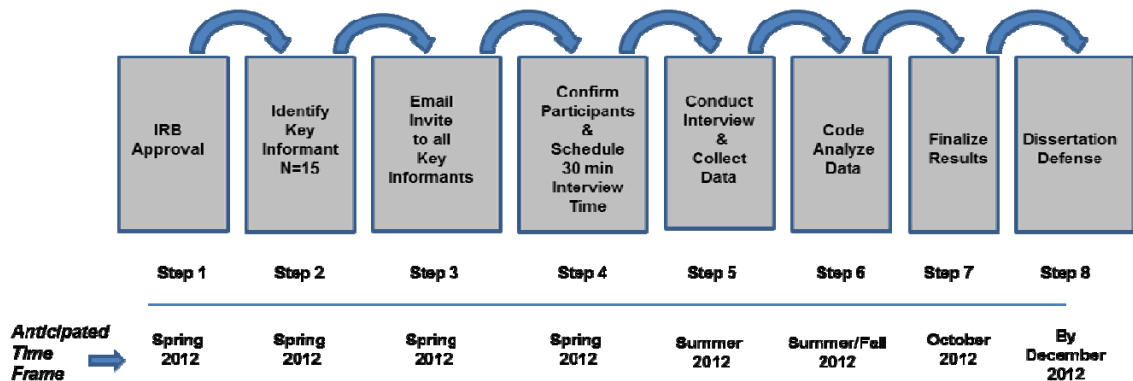 IRB
Approval
Identify
Key
Informant
N=15
Email
Invite
to all
Key
Informants
Confirm
Participants
&
Schedule
30 min
Interview
Time
Conduct
Interview
&
Collect
Data
Code
Analyze
Data
Finalize
Results
Dissertation
Defense
Step 1
Step 2
Step 3
Step 4
Step 5
Step 6
Step 7
Step 8
Anticipated
Time
Frame
Spring
2012
Spring
2012
Spring
2012
Spring
2012
Summer
2012
Summer/Fall
2012
October
2012
By
December
2012